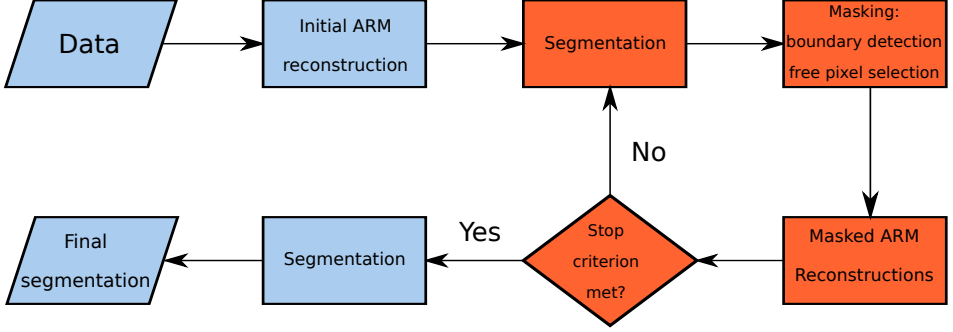 Data
Initial ARM
reconstruction
Segmentation
Masking:
boundary detection
free pixel selection
Masked ARM
Reconstructions
Stop
criterion
met?
No
Yes
Segmentation
Final
segmentation